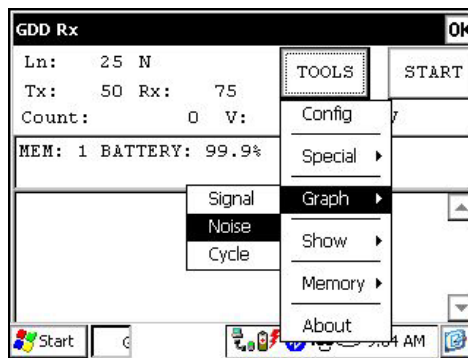 GDD Rx OK
Ln: 25 N
Tx: 50 Rx: 75
Count: 0 V:
TOOLS
START
MEM: 1 BATTERY: 99.9%
Config
Special
Graph
Show
Memory
About
Signal
Noise
Cycle
Start
AM